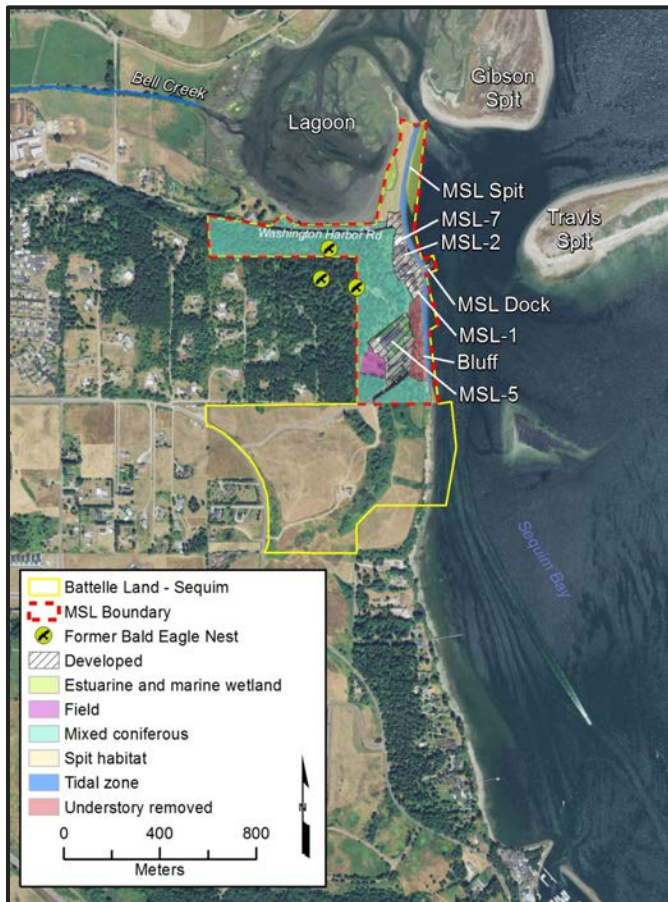 Bell Creek
Gibson
Spit
Lagoon
MSL Spit
MSL-7
Washington Harbor Rd
MSL-2
Travis
Spit
MSL Dock
MSL-1
Bluff
MSL-5
Sequim Bay
Battelle Land - Sequim
MSL Boundary
Former Bald Eagle Nest
Developed
Estuarine and marine wetland
Field
Mixed coniferous
Spit habitat
Tidal zone
Understory removed
N
0 400 800
Meters